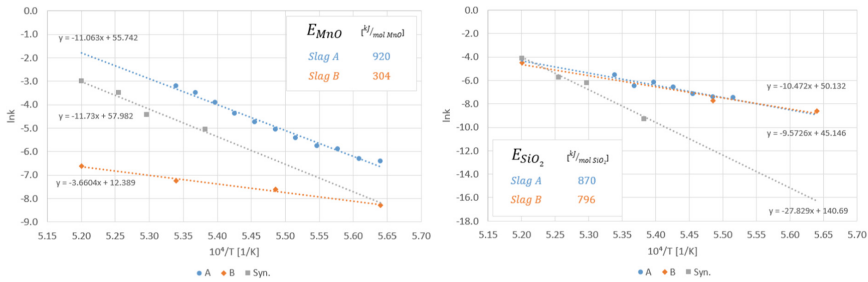 lnk
0.0
-1.0
-2.0
-3.0
-4.0
-5.0
-6.0
-7.0
-8.0
-9.0
y = -11.063x + 55.742
y = -11.73x + 57.982
y = -3.6604x + 12.389
E_MnO [kJ/mol MnO]
Slag A 920
Slag B 304
5.15 5.20 5.25 5.30 5.35 5.40 5.45 5.50 5.55 5.60 5.65 5.70
10⁴/T [1/K]
A B Syn.
lnk
0.0
-2.0
-4.0
-6.0
-8.0
-10.0
-12.0
-14.0
-16.0
-18.0
y = -10.472x + 50.132
y = -9.5726x + 45.146
y = -27.829x + 140.69
E_SiO₂ [kJ/mol SiO₂]
Slag A 870
Slag B 796
5.15 5.20 5.25 5.30 5.35 5.40 5.45 5.50 5.55 5.60 5.65 5.70
10⁴/T [1/K]
A B Syn.